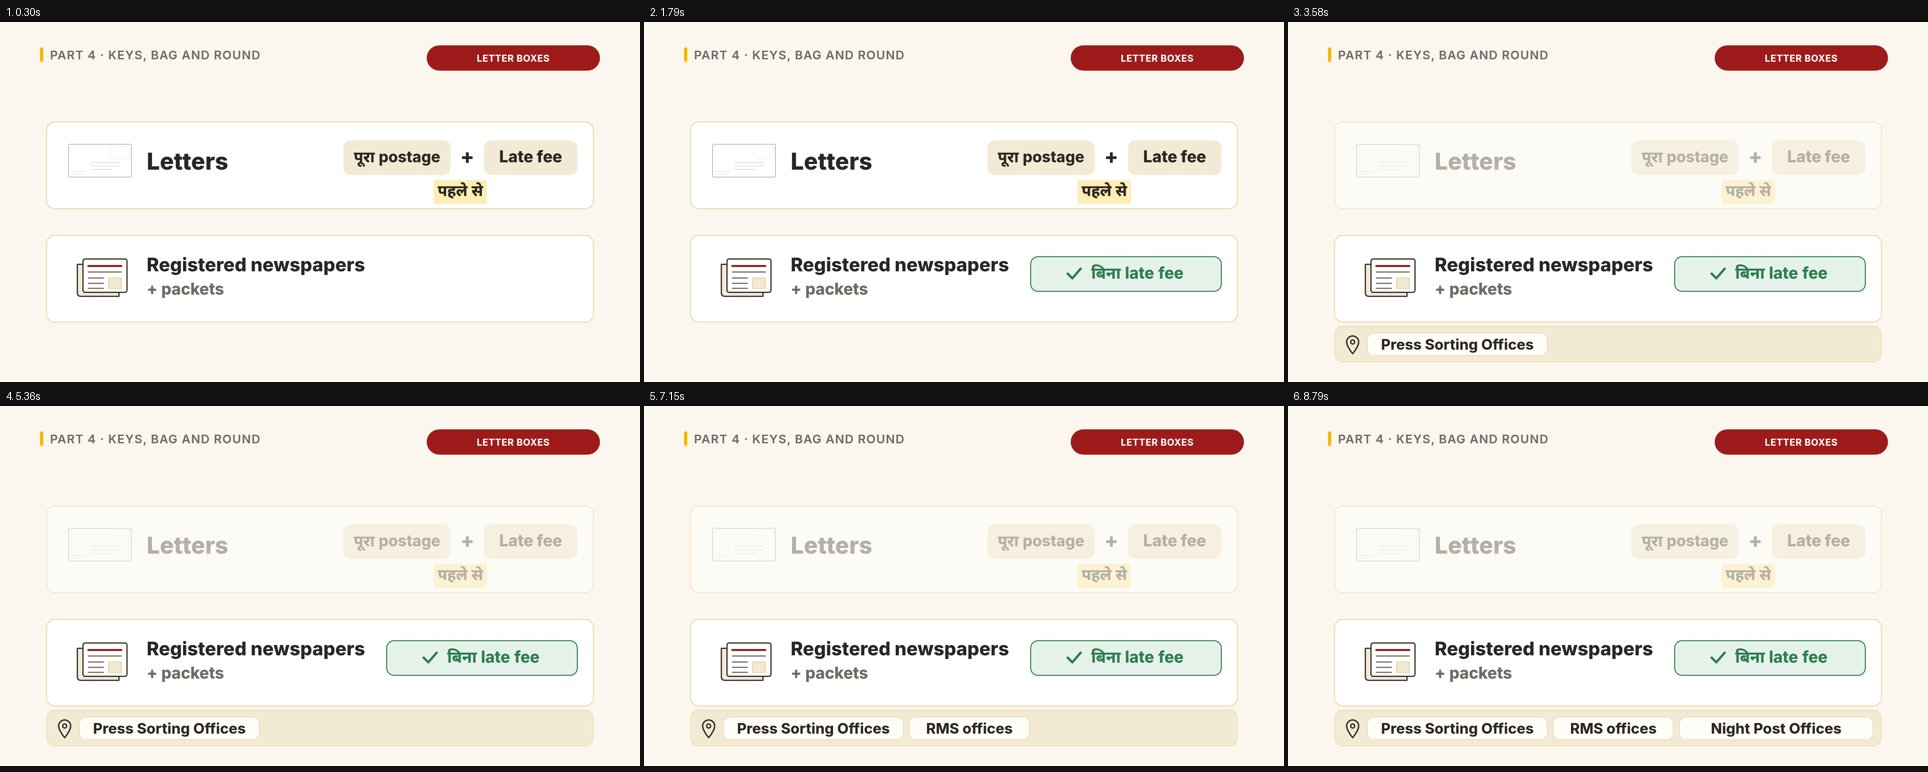 1. 0.30s
PART 4 · KEYS, BAG AND ROUND
LETTER BOXES
Letters
पूरा postage + Late fee
पहले से
Registered newspapers
+ packets
2. 1.79s
PART 4 · KEYS, BAG AND ROUND
LETTER BOXES
Letters
पूरा postage + Late fee
पहले से
Registered newspapers
+ packets
✓ बिना late fee
3. 3.58s
PART 4 · KEYS, BAG AND ROUND
LETTER BOXES
Letters
पूरा postage + Late fee
पहले से
Registered newspapers
+ packets
✓ बिना late fee
Press Sorting Offices
4. 5.36s
PART 4 · KEYS, BAG AND ROUND
LETTER BOXES
Letters
पूरा postage + Late fee
पहले से
Registered newspapers
+ packets
✓ बिना late fee
Press Sorting Offices
5. 7.15s
PART 4 · KEYS, BAG AND ROUND
LETTER BOXES
Letters
पूरा postage + Late fee
पहले से
Registered newspapers
+ packets
✓ बिना late fee
Press Sorting Offices RMS offices
6. 8.79s
PART 4 · KEYS, BAG AND ROUND
LETTER BOXES
Letters
पूरा postage + Late fee
पहले से
Registered newspapers
+ packets
✓ बिना late fee
Press Sorting Offices RMS offices Night Post Offices